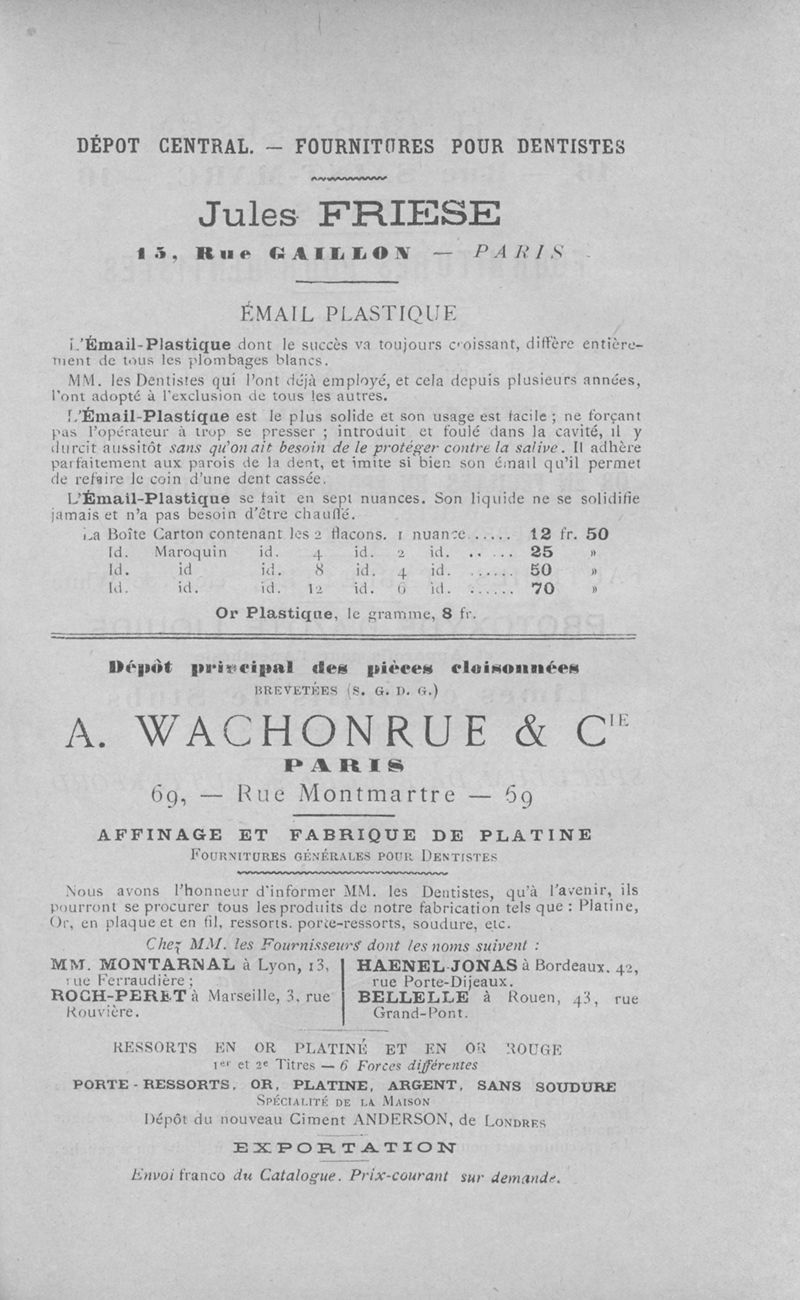 DÉPOT CENTRAL. — FOURNITURES POUR DENTISTES
Jules FRIESE
15, Rue GAILLON — PARIS
ÉMAIL PLASTIQUE
L'Émail-Plastique dont le succès va toujours croissant, diffère entière-
ment de tous les plombages blancs.
MM. les Dentistes qui l'ont déjà employé, et cela depuis plusieurs années,
l'ont adopté à l'exclusion de tous les autres.
L'Émail-Plastique est le plus solide et son usage est facile ; ne forçant
pas l'opérateur à trop se presser ; introduit et foulé dans la cavité, il y
durcit aussitôt sans qu'on ait besoin de le protéger contre la salive. Il adhère
parfaitement aux parois de la dent, et imite si bien son émail qu'il permet
de refaire le coin d'une dent cassée.
L'Émail-Plastique se fait en sept nuances. Son liquide ne se solidifie
jamais et n'a pas besoin d'être chauffé.
La Boîte Carton contenant les 2 flacons. 1 nuance...... 12 fr. 50
Id. Maroquin id. 4 id. 2 id. .. ... 25 »
Id. id id. 8 id. 4 id. ....... 50 »
Id. id. id. 12 id. 6 id. ....... 70 »
Or Plastique, le gramme, 8 fr.
Dépôt principal des pièces cloisonnées
BREVETÉES (S. G. D. G.)
A. WACHONRUE & CIE
PARIS
69, — Rue Montmartre — 69
AFFINAGE ET FABRIQUE DE PLATINE
FOURNITURES GÉNÉRALES POUR DENTISTES
Nous avons l'honneur d'informer MM. les Dentistes, qu'à l'avenir, ils
pourront se procurer tous les produits de notre fabrication tels que : Platine,
Or, en plaque et en fil, ressorts. porte-ressorts, soudure, etc.
Chez MM. les Fournisseurs dont les noms suivent :
MM. MONTARNAL à Lyon, 13,
rue Ferraudière ;
ROCH-PERET à Marseille, 3, rue
Rouvière.
HAENEL-JONAS à Bordeaux. 42,
rue Porte-Dijeaux.
BELLELLE à Rouen, 43, rue
Grand-Pont.
RESSORTS EN OR PLATINÉ ET EN OR ROUGE
1er et 2e Titres — 6 Forces différentes
PORTE-RESSORTS, OR, PLATINE, ARGENT, SANS SOUDURE
SPÉCIALITÉ DE LA MAISON
Dépôt du nouveau Ciment ANDERSON, de LONDRES
EXPORTATION
Envoi franco du Catalogue. Prix-courant sur demande.